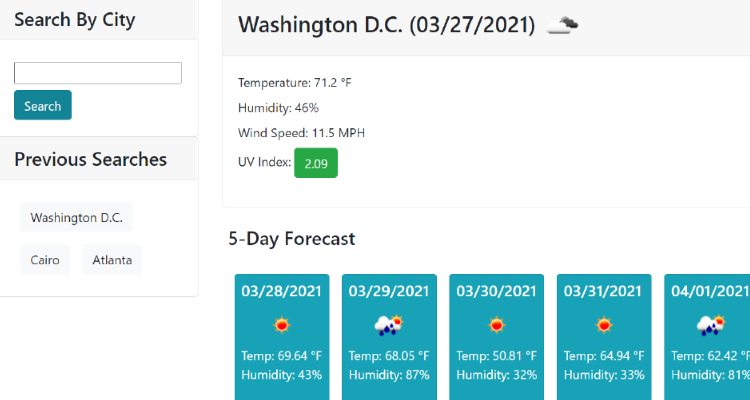 Search By City
Search
Previous Searches
Washington D.C.
Cairo Atlanta
Washington D.C. (03/27/2021)
Temperature: 71.2 °F
Humidity: 46%
Wind Speed: 11.5 MPH
UV Index: 2.09
5-Day Forecast
03/28/2021 03/29/2021 03/30/2021 03/31/2021 04/01/2021
Temp: 69.64 °F Temp: 68.05 °F Temp: 50.81 °F Temp: 64.94 °F Temp: 62.42 °F
Humidity: 43% Humidity: 87% Humidity: 32% Humidity: 33% Humidity: 81%